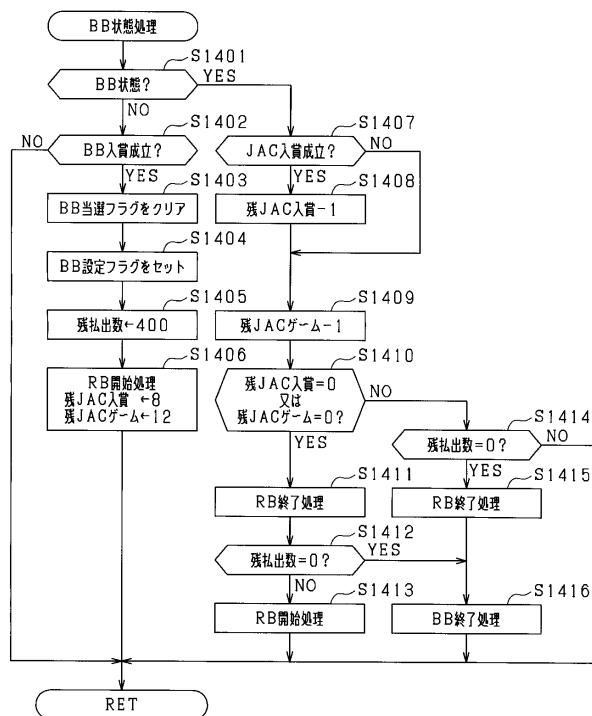 BB状態処理
S1401
BB状態?
YES
NO
S1402
NO
BB入賞成立?
YES
S1403
BB当選フラグをクリア
S1404
BB設定フラグをセット
S1405
残払出数←400
S1406
RB開始処理
残JAC入賞 ←8
残JACゲーム←12
S1407
JAC入賞成立?
NO
YES
S1408
残JAC入賞-1
S1409
残JACゲーム-1
S1410
残JAC入賞=0
又は
残JACゲーム=0?
NO
YES
S1411
RB終了処理
S1412
残払出数=0?
YES
NO
S1413
RB開始処理
S1414
残払出数=0?
NO
YES
S1415
RB終了処理
S1416
BB終了処理
RET